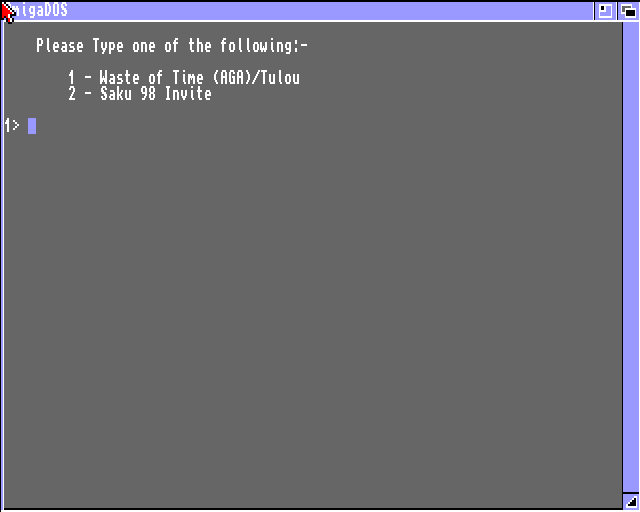 migaDOS
Please Type one of the following:-
1 - Waste of Time (AGA)/Tulou
2 - Saku 98 Invite
1>